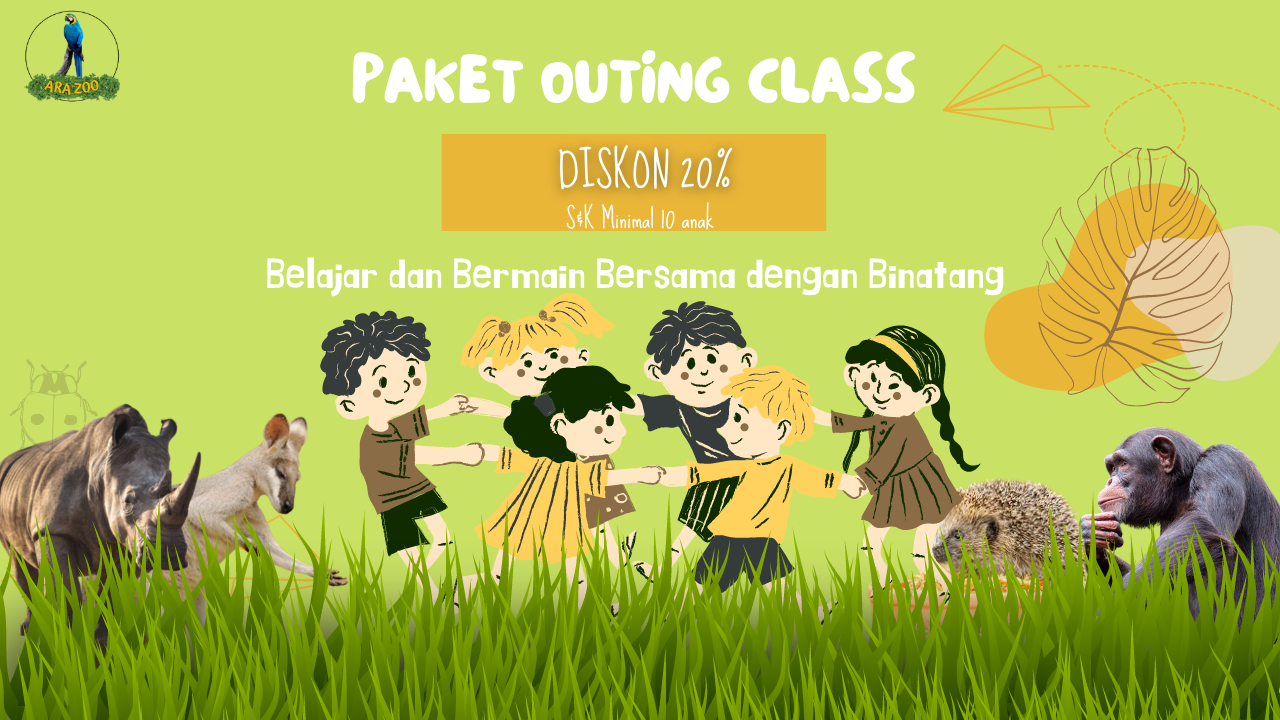 ARA ZOO
PAKET OUTING CLASS
DISKON 20%
S&K Minimal 10 anak
Belajar dan Bermain Bersama dengan Binatang